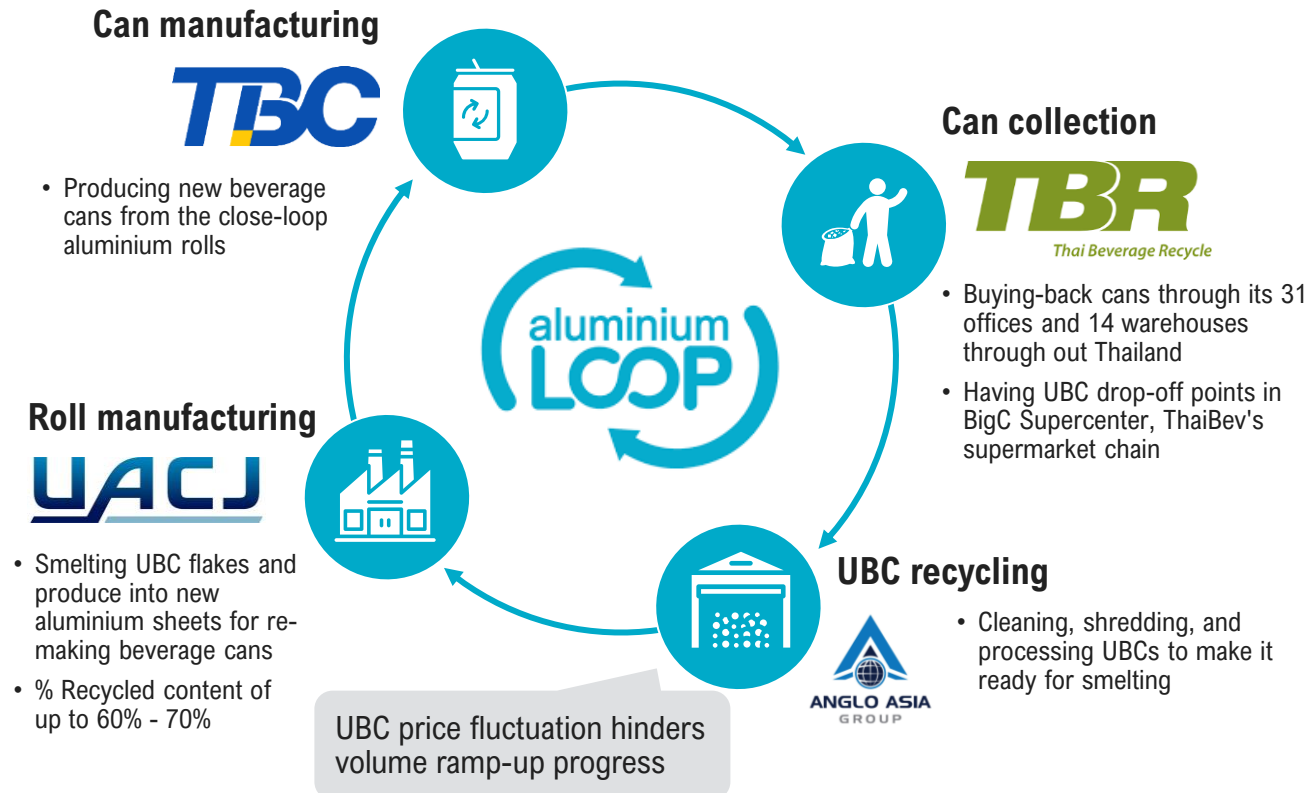 Can manufacturing
TBC
• Producing new beverage
cans from the close-loop
aluminium rolls
Can collection
TBR
Thai Beverage Recycle
• Buying-back cans through its 31
offices and 14 warehouses
through out Thailand
• Having UBC drop-off points in
BigC Supercenter, ThaiBev's
supermarket chain
aluminium
LOOP
Roll manufacturing
UACJ
• Smelting UBC flakes and
produce into new
aluminium sheets for re-
making beverage cans
• % Recycled content of
up to 60% - 70%
UBC recycling
ANGLO ASIA
GROUP
• Cleaning, shredding, and
processing UBCs to make it
ready for smelting
UBC price fluctuation hinders
volume ramp-up progress